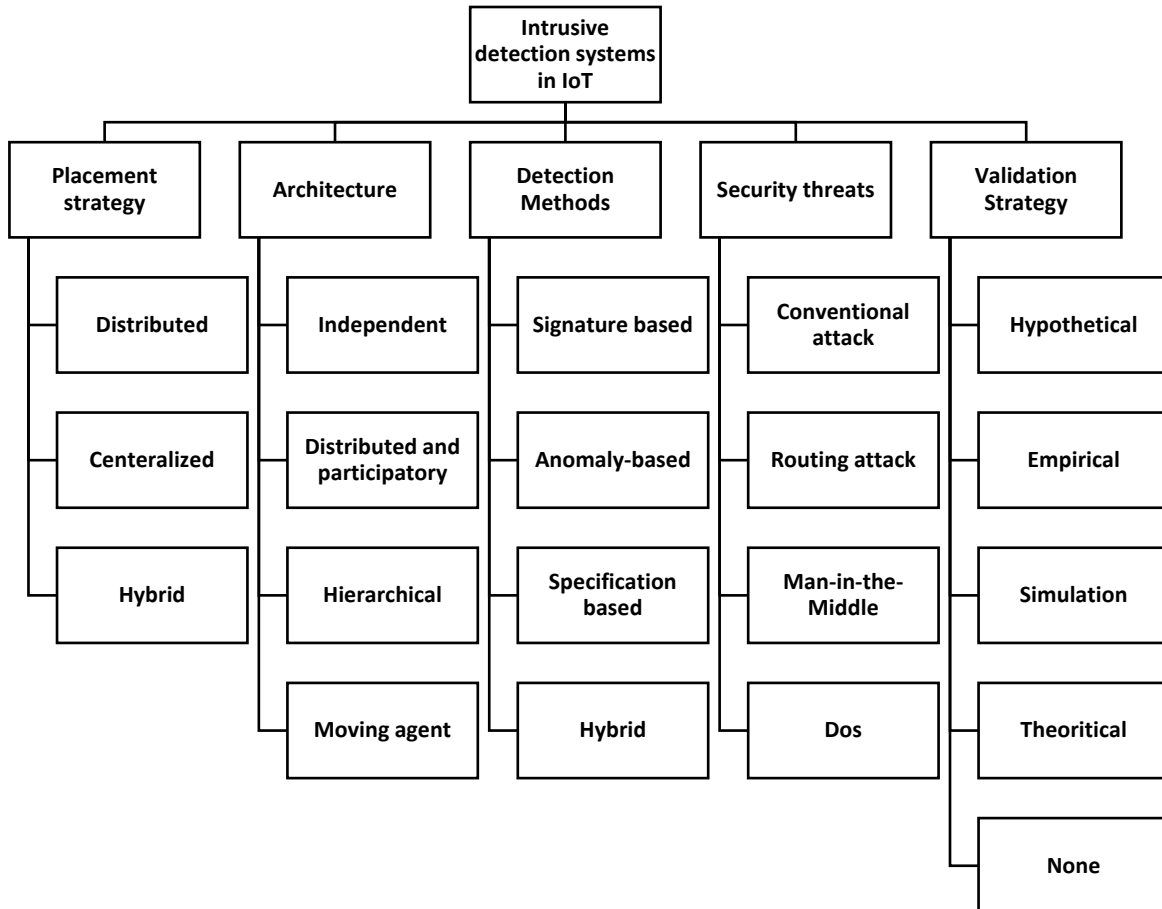 Intrusive
detection systems
in IoT
Placement
strategy
Architecture
Detection
Methods
Security threats
Validation
Strategy
Distributed
Independent
Signature based
Conventional
attack
Hypothetical
Centeralized
Distributed and
participatory
Anomaly-based
Routing attack
Empirical
Hybrid
Hierarchical
Specification
based
Man-in-the-
Middle
Simulation
Moving agent
Hybrid
Dos
Theoritical
None